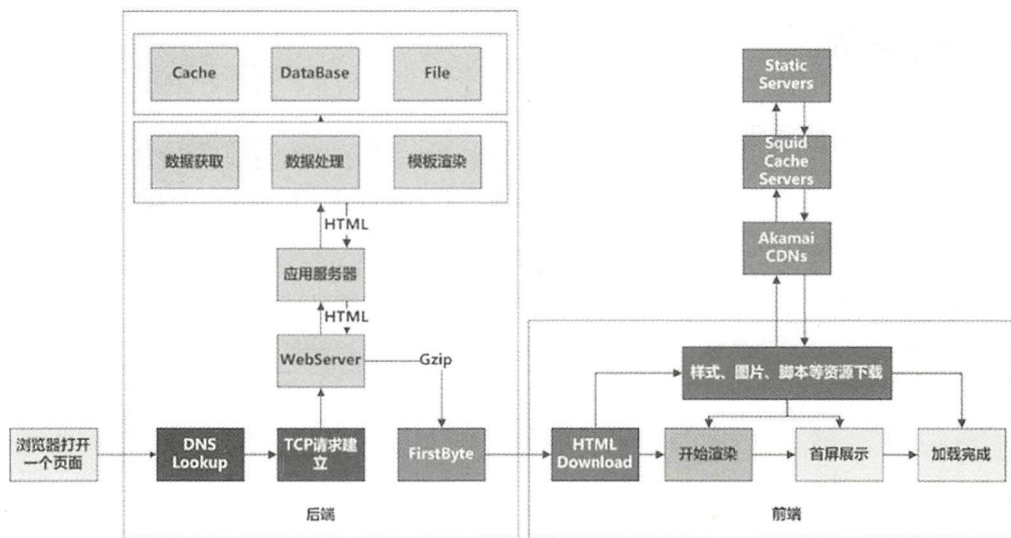 Cache
DataBase
File
数据获取
数据处理
模板渲染
HTML
应用服务器
HTML
WebServer
Gzip
浏览器打开
一个页面
DNS
Lookup
TCP请求建
立
FirstByte
后端
Static
Servers
Squid
Cache
Servers
Akamai
CDNs
样式、图片、脚本等资源下载
HTML
Download
开始渲染
首屏展示
加载完成
前端